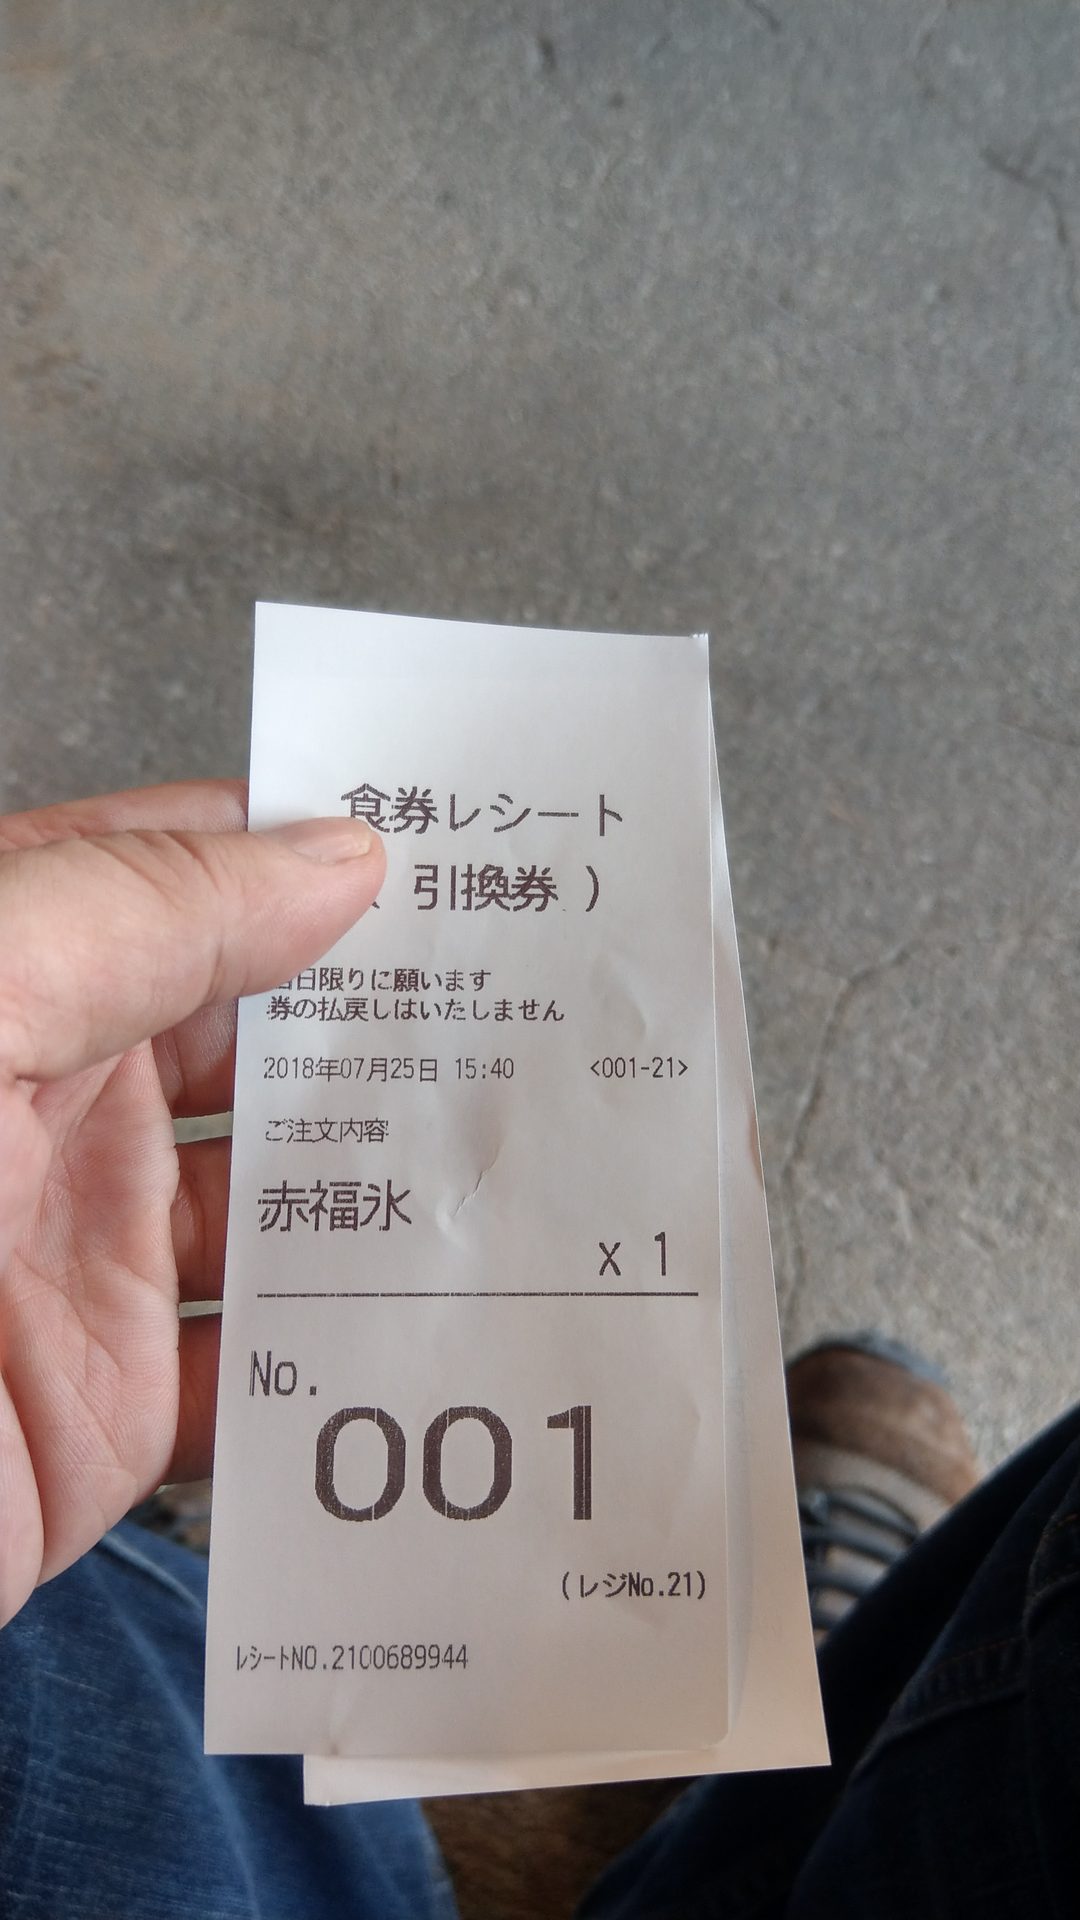 食券レシート
引換券 )
当日限りに願います
券の払戻しはいたしません
2018年07月25日 15:40 <001-21>
ご注文内容
赤福氷
x 1
No.
001
(レジNo.21)
ﾚｼｰﾄNO.2100689944